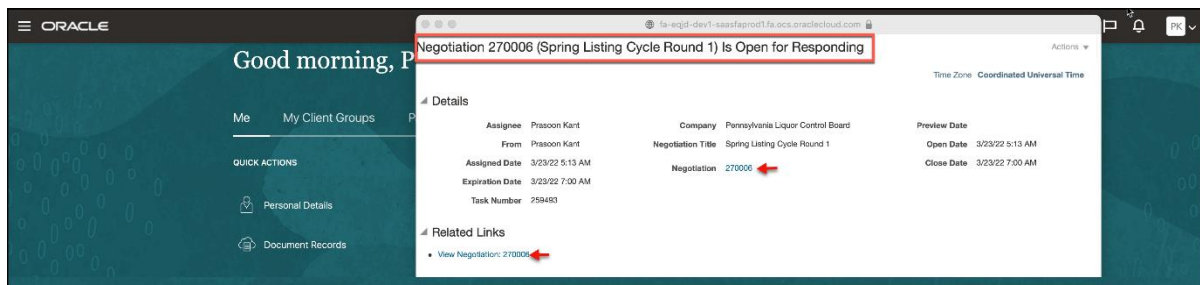 ORACLE
fa-eqjd-dev1-saasfaprod1.fa.ocs.oraclecloud.com
PK
Negotiation 270006 (Spring Listing Cycle Round 1) Is Open for Responding
Actions
Good morning, P
Time Zone Coordinated Universal Time
Me My Client Groups P
Details
Assignee Prasoon Kant Company Pennsylvania Liquor Control Board Preview Date
From Prasoon Kant Negotiation Title Spring Listing Cycle Round 1 Open Date 3/23/22 5:13 AM
QUICK ACTIONS
Assigned Date 3/23/22 5:13 AM Negotiation 270006 Close Date 3/23/22 7:00 AM
Expiration Date 3/23/22 7:00 AM
Task Number 259493
Personal Details
Related Links
Document Records
View Negotiation: 270006